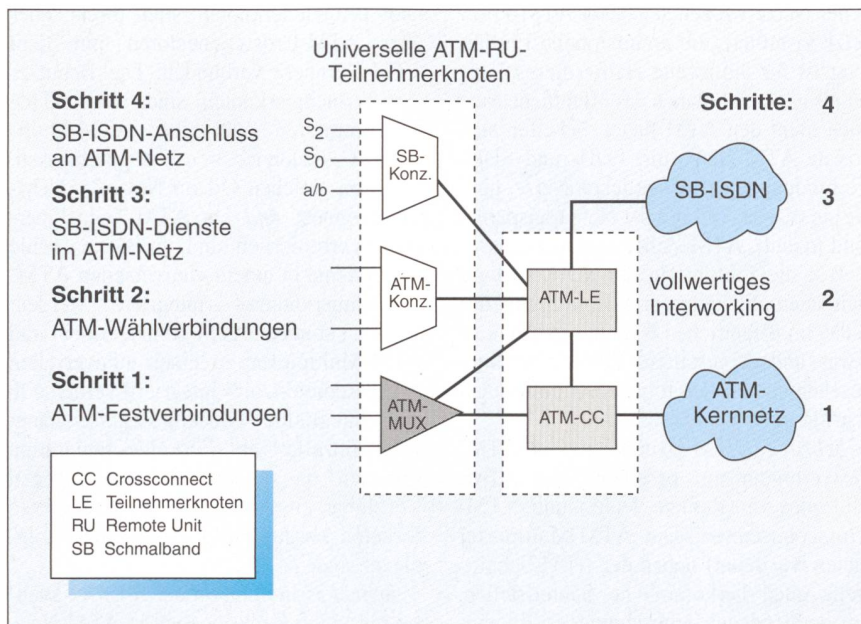 Universelle ATM-RU-
Teilnehmerknoten
Schritt 4:
SB-ISDN-Anschluss
an ATM-Netz
Schritt 3:
SB-ISDN-Dienste
im ATM-Netz
Schritt 2:
ATM-Wählverbindungen
Schritt 1:
ATM-Festverbindungen
S2
S0
a/b
SB-
Konz.
ATM-
Konz.
ATM-
MUX
ATM-LE
ATM-CC
Schritte: 4
SB-ISDN
3
vollwertiges
Interworking
2
ATM-
Kernnetz
1
CC Crossconnect
LE Teilnehmerknoten
RU Remote Unit
SB Schmalband